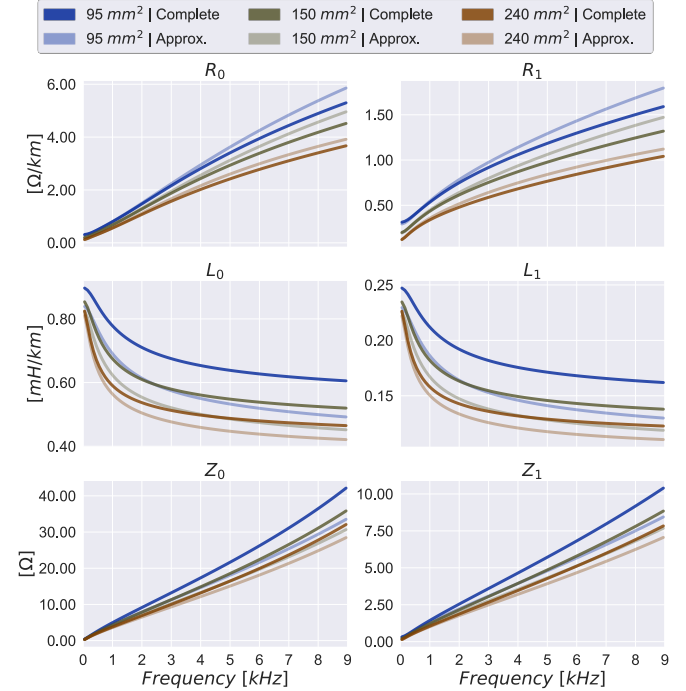 95 mm² | Complete 150 mm² | Complete 240 mm² | Complete
95 mm² | Approx. 150 mm² | Approx. 240 mm² | Approx.
R₀ R₁
6.00
4.00
2.00
0.00
[Ω/km]
1.50
1.00
0.50
L₀ L₁
0.80
0.60
0.40
[mH/km]
0.25
0.20
0.15
Z₀ Z₁
40.00
30.00
20.00
10.00
0.00
[Ω]
10.00
7.50
5.00
2.50
0.00
0 1 2 3 4 5 6 7 8 9 0 1 2 3 4 5 6 7 8 9
Frequency [kHz] Frequency [kHz]